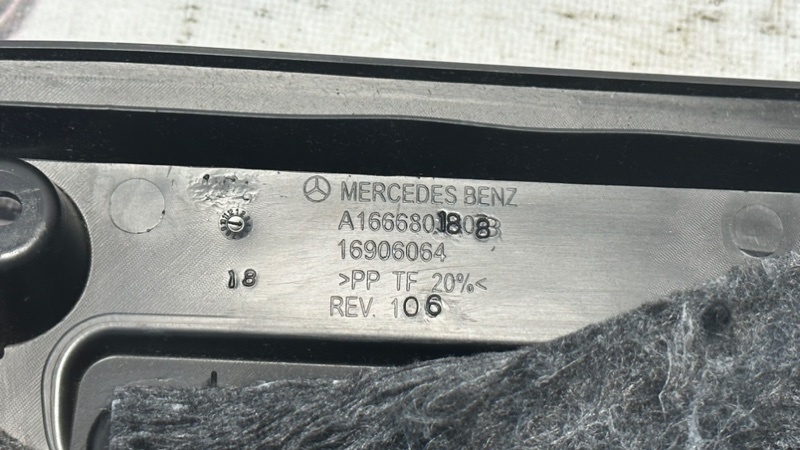 MERCEDES BENZ
16906064
18
>PP TF 20%<
REV. 106